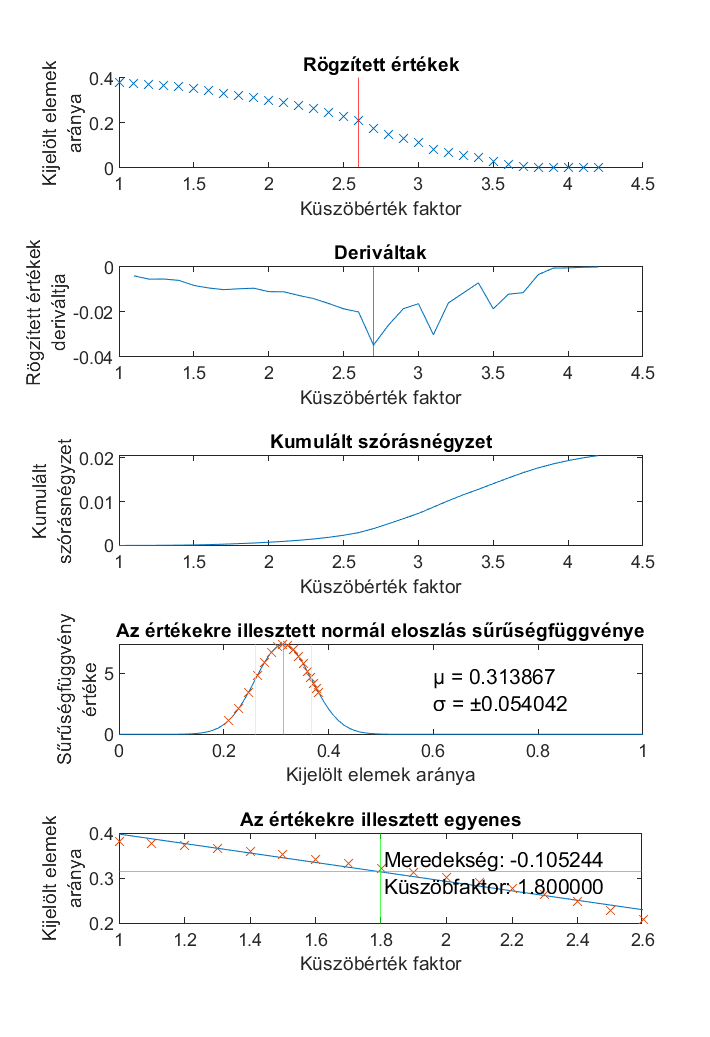 Rögzített értékek
Kijelölt elemek
aránya
0.4
0.2
0
1 1.5 2 2.5 3 3.5 4 4.5
Küszöbérték faktor
Deriváltak
Rögzített értékek
deriváltja
0
-0.02
-0.04
1 1.5 2 2.5 3 3.5 4 4.5
Küszöbérték faktor
Kumulált szórásnégyzet
Kumulált
szórásnégyzet
0.02
0.01
0
1 1.5 2 2.5 3 3.5 4 4.5
Küszöbérték faktor
Az értékekre illesztett normál eloszlás sűrűségfüggvénye
Sűrűségfüggvény
értéke
5
0
μ = 0.313867
σ = ±0.054042
0 0.2 0.4 0.6 0.8 1
Kijelölt elemek aránya
Az értékekre illesztett egyenes
Kijelölt elemek
aránya
0.4
0.3
0.2
Meredekség: -0.105244
Küszöbfaktor: 1.800000
1 1.2 1.4 1.6 1.8 2 2.2 2.4 2.6
Küszöbérték faktor